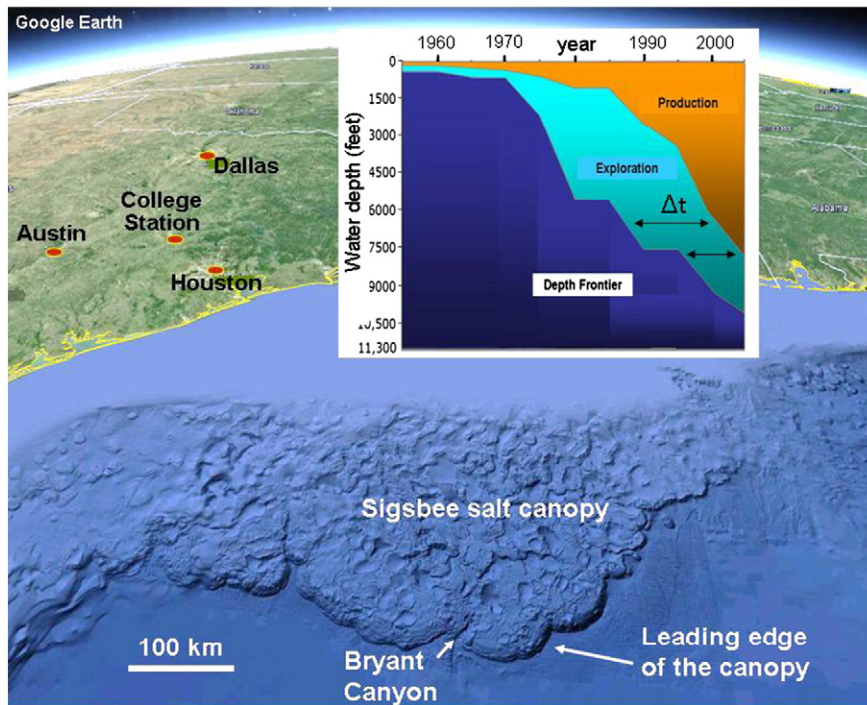 Google Earth
1960 1970 year 1990 2000
Water depth (feet)
0
1500
3000
4500
6000
7500
9000
10,500
11,300
Production
Exploration
Δt
Depth Frontier
Dallas
College
Station
Austin
Houston
Alabama
Sigsbee salt canopy
100 km
Bryant
Canyon
Leading edge
of the canopy